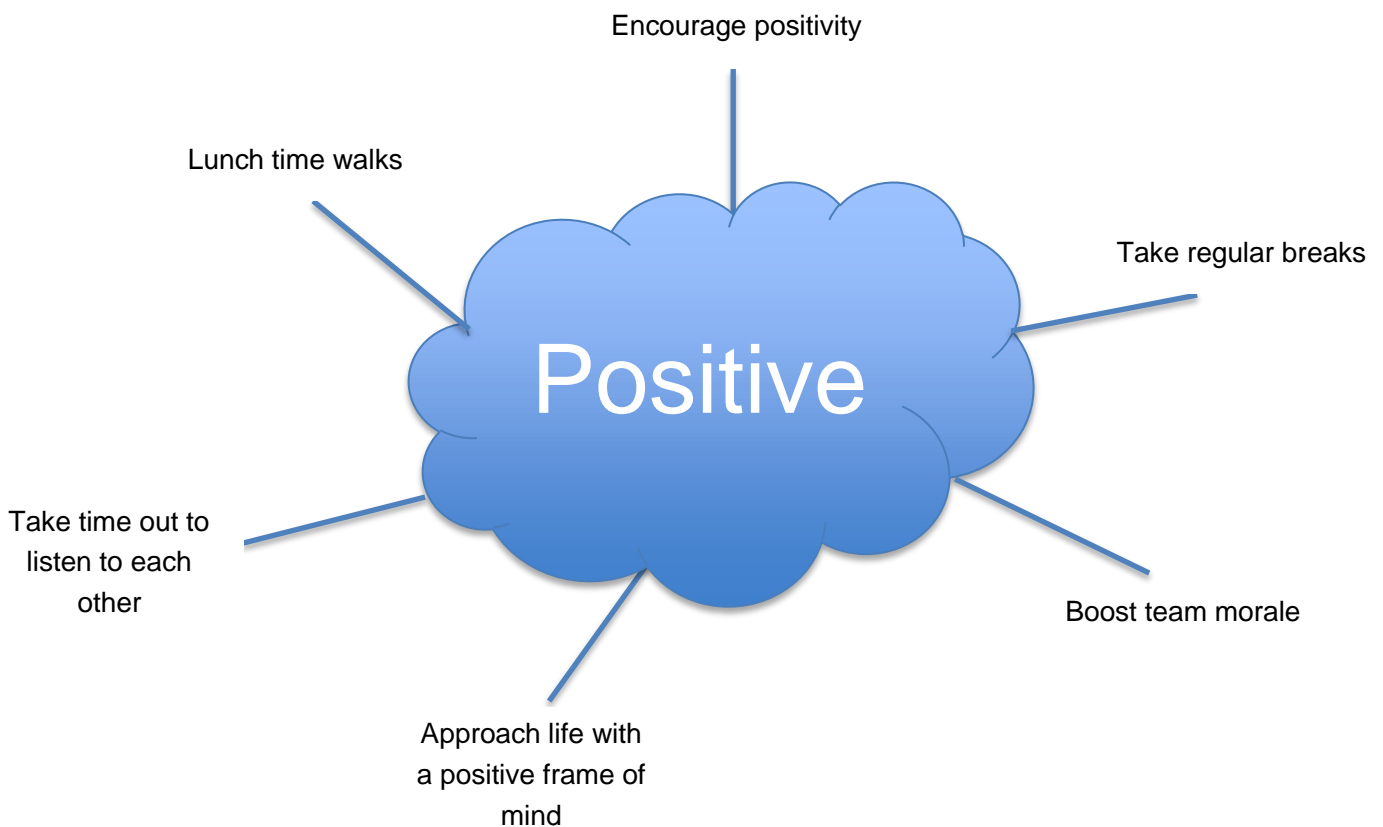 Encourage positivity
Lunch time walks
Take regular breaks
Positive
Take time out to
listen to each
other
Boost team morale
Approach life with
a positive frame of
mind